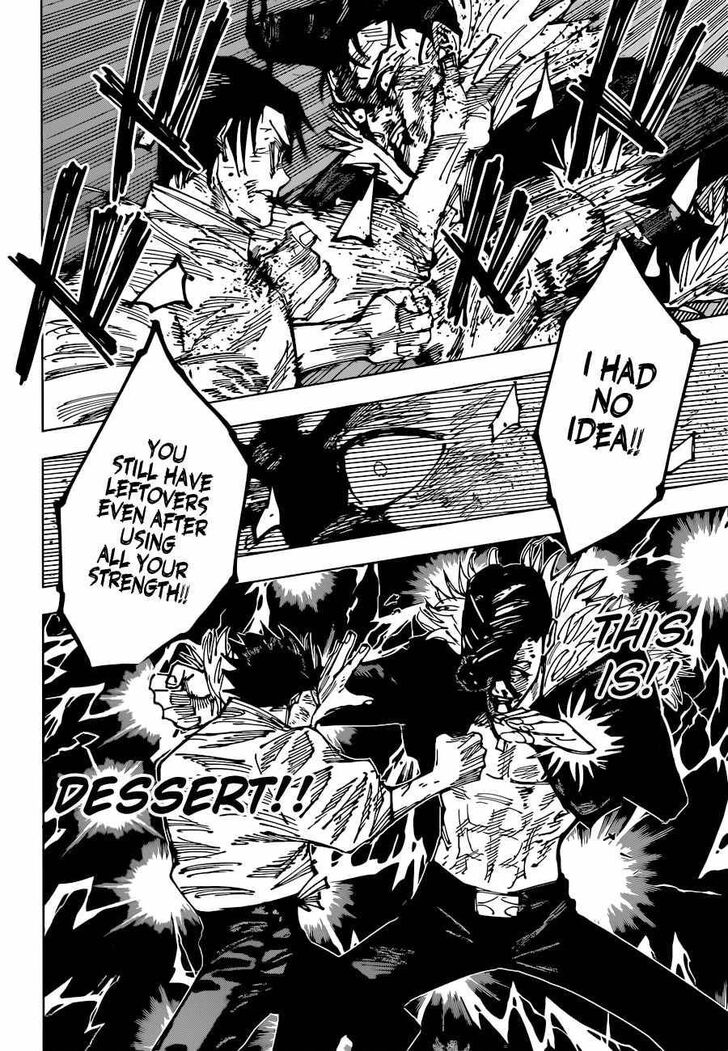 I HAD
NO
IDEA!!
YOU
STILL HAVE
LEFTOVERS
EVEN AFTER
USING
ALL YOUR
STRENGTH!!
THIS
IS!!
DESSERT!!